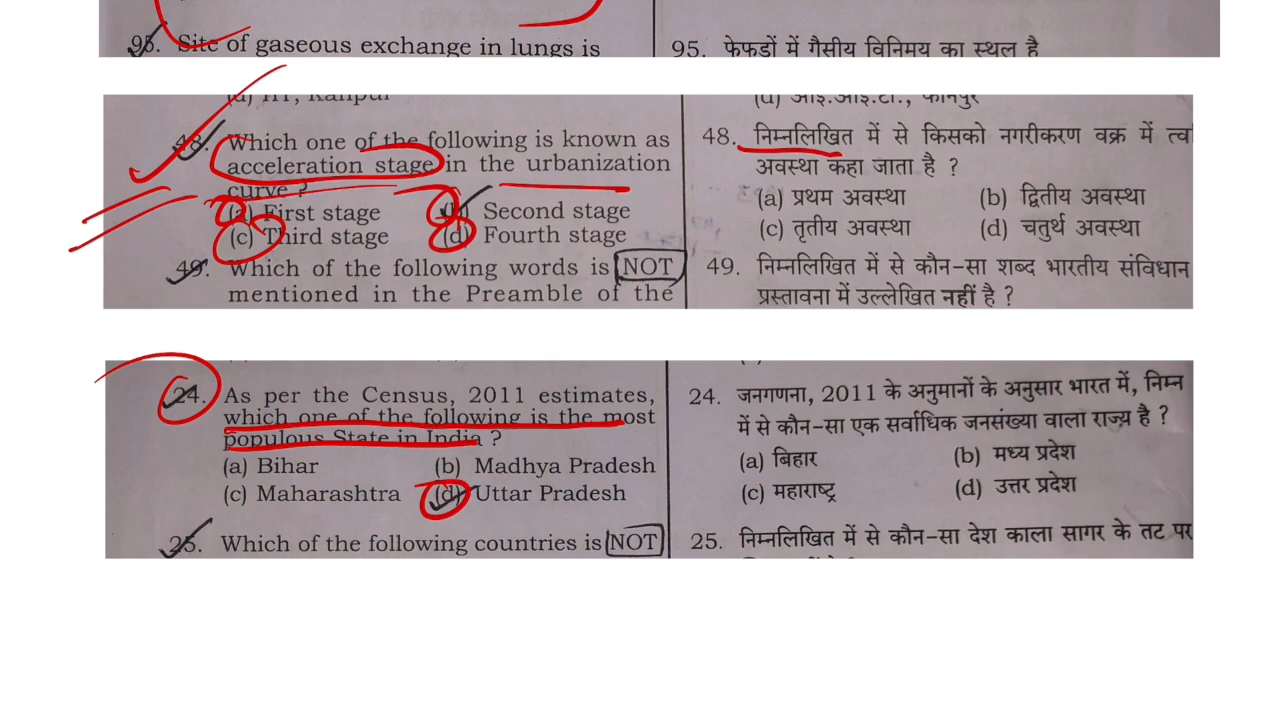 95. Site of gaseous exchange in lungs is
95. फेफडों में गैसीय विनिमय का स्थल है
(d) IIT, Kanpur
(d) आइ.आइ.टी., कानपुर
48. Which one of the following is known as
acceleration stage in the urbanization
curve ?
(a) First stage (b) Second stage
(c) Third stage (d) Fourth stage
49. Which of the following words is NOT
mentioned in the Preamble of the
48. निम्नलिखित में से किसको नगरीकरण वक्र में
अवस्था कहा जाता है ?
(a) प्रथम अवस्था (b) द्वितीय अवस्था
(c) तृतीय अवस्था (d) चतुर्थ अवस्था
49. निम्नलिखित में से कौन-सा शब्द भारतीय संविधान
प्रस्तावना में उल्लेखित नहीं है ?
24. As per the Census, 2011 estimates,
which one of the following is the most
populous State in India ?
(a) Bihar (b) Madhya Pradesh
(c) Maharashtra (d) Uttar Pradesh
25. Which of the following countries is NOT
24. जनगणना, 2011 के अनुमानों के अनुसार भारत में, निम्न
में से कौन-सा एक सर्वाधिक जनसंख्या वाला राज्य है ?
(a) बिहार (b) मध्य प्रदेश
(c) महाराष्ट्र (d) उत्तर प्रदेश
25. निम्नलिखित में से कौन-सा देश काला सागर के तट पर